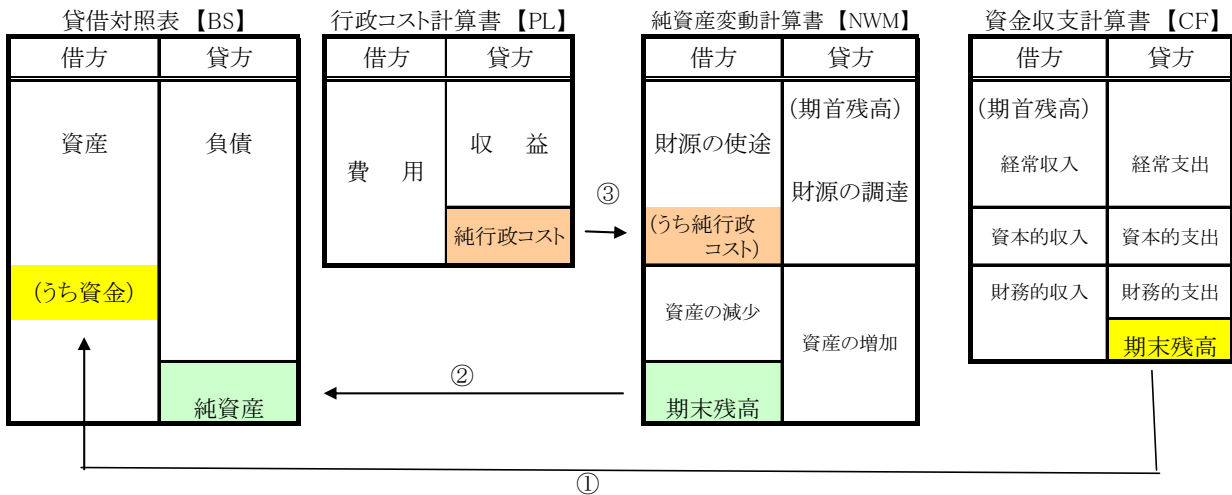 貸借対照表 【BS】
借方
貸方
資産
負債
(うち資金)
純資産
行政コスト計算書 【PL】
借方
貸方
費　用
収　益
純行政コスト
③
純資産変動計算書 【NWM】
借方
貸方
財源の使途
(うち純行政
コスト)
資産の減少
期末残高
(期首残高)
財源の調達
資産の増加
資金収支計算書 【CF】
借方
貸方
(期首残高)
経常収入
経常支出
資本的収入
資本的支出
財務的収入
財務的支出
期末残高
②
①